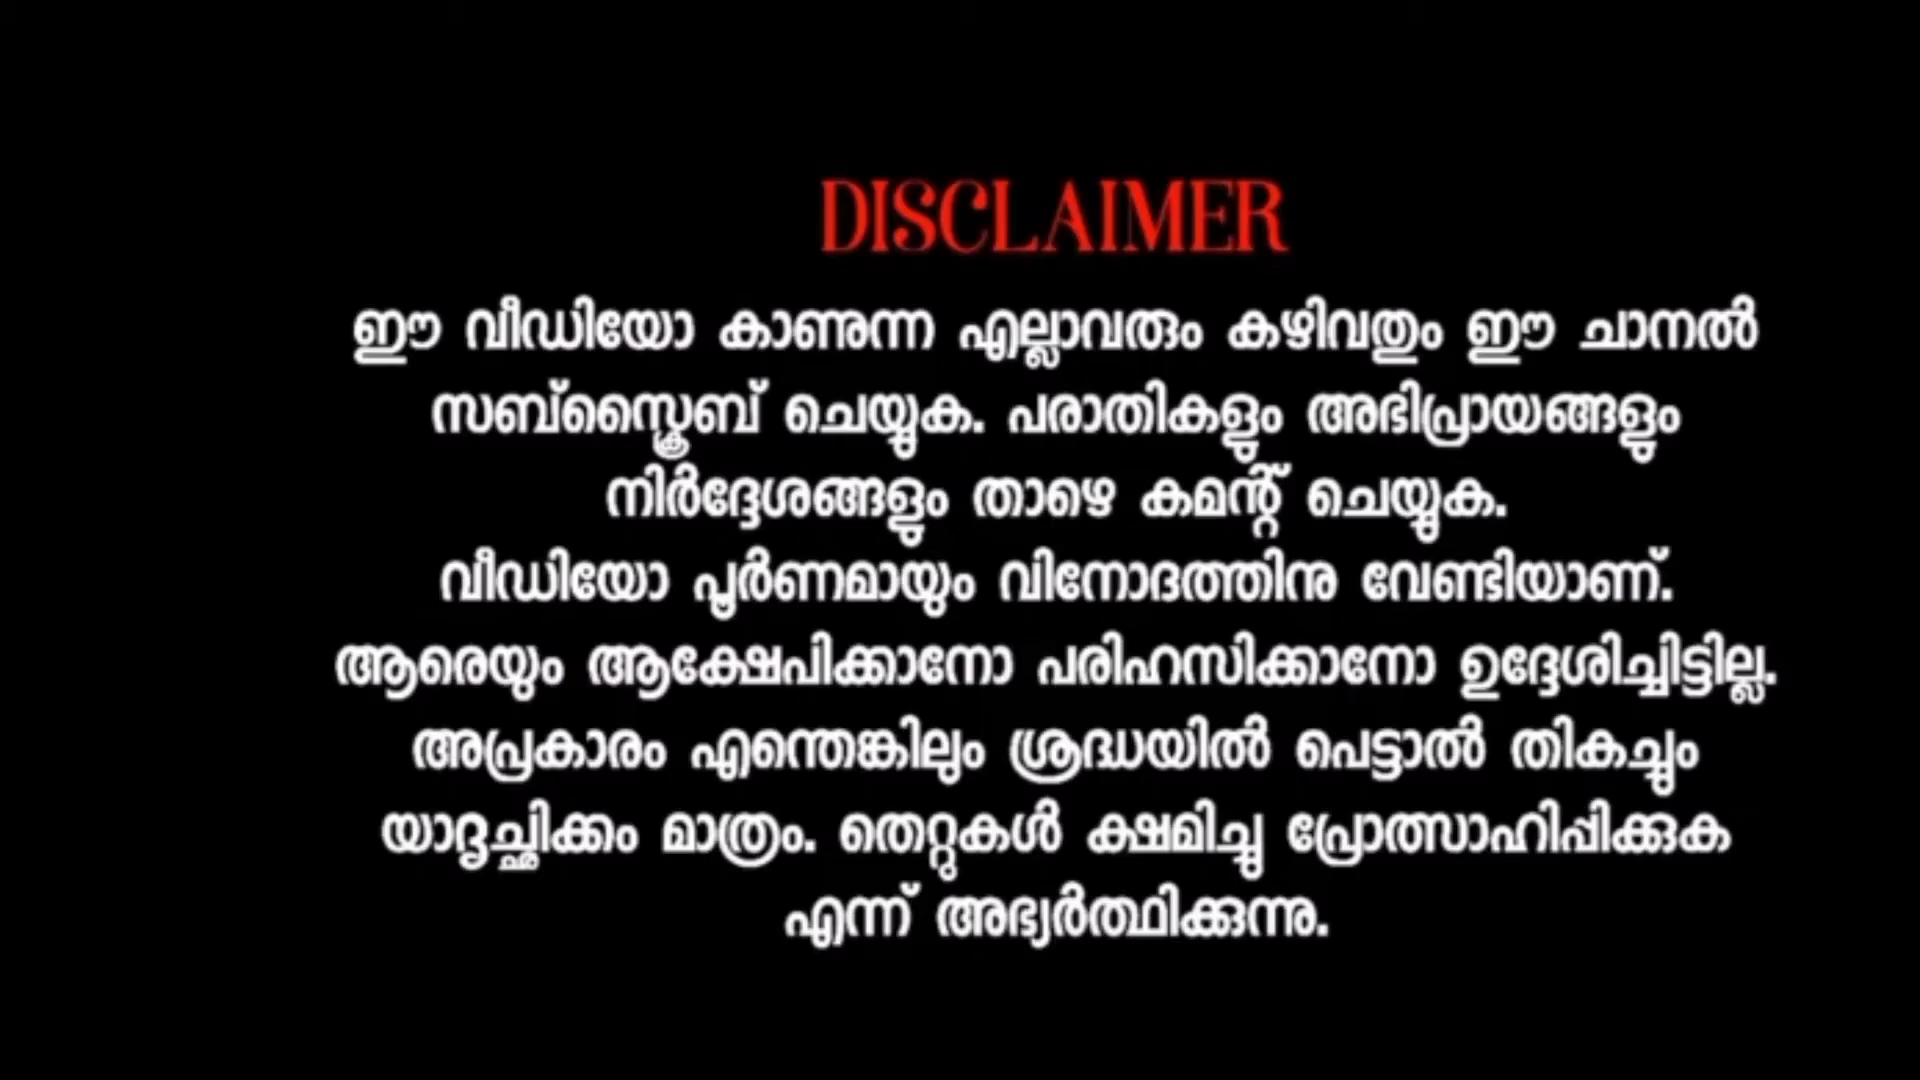 DISCLAIMER
ഈ വീഡിയോ കാണുന്ന എല്ലാവരും കഴിവതും ഈ ചാനൽ
സബ്സ്ക്രൈബ് ചെയ്യുക. പരാതികളും അഭിപ്രായങ്ങളും
നിർദ്ദേശങ്ങളും താഴെ കമന്റ് ചെയ്യുക.
വീഡിയോ പൂർണമായും വിനോദത്തിനു വേണ്ടിയാണ്.
ആരെയും ആക്ഷേപിക്കാനോ പരിഹസിക്കാനോ ഉദ്ദേശിച്ചിട്ടില്ല.
അപ്രകാരം എന്തെങ്കിലും ശ്രദ്ധയിൽ പെട്ടാൽ തികച്ചും
യാദൃച്ഛിക്കം മാത്രം. തെറ്റുകൾ ക്ഷമിച്ചു പ്രോത്സാഹിപ്പിക്കുക
എന്ന് അഭ്യർത്ഥിക്കുന്നു.